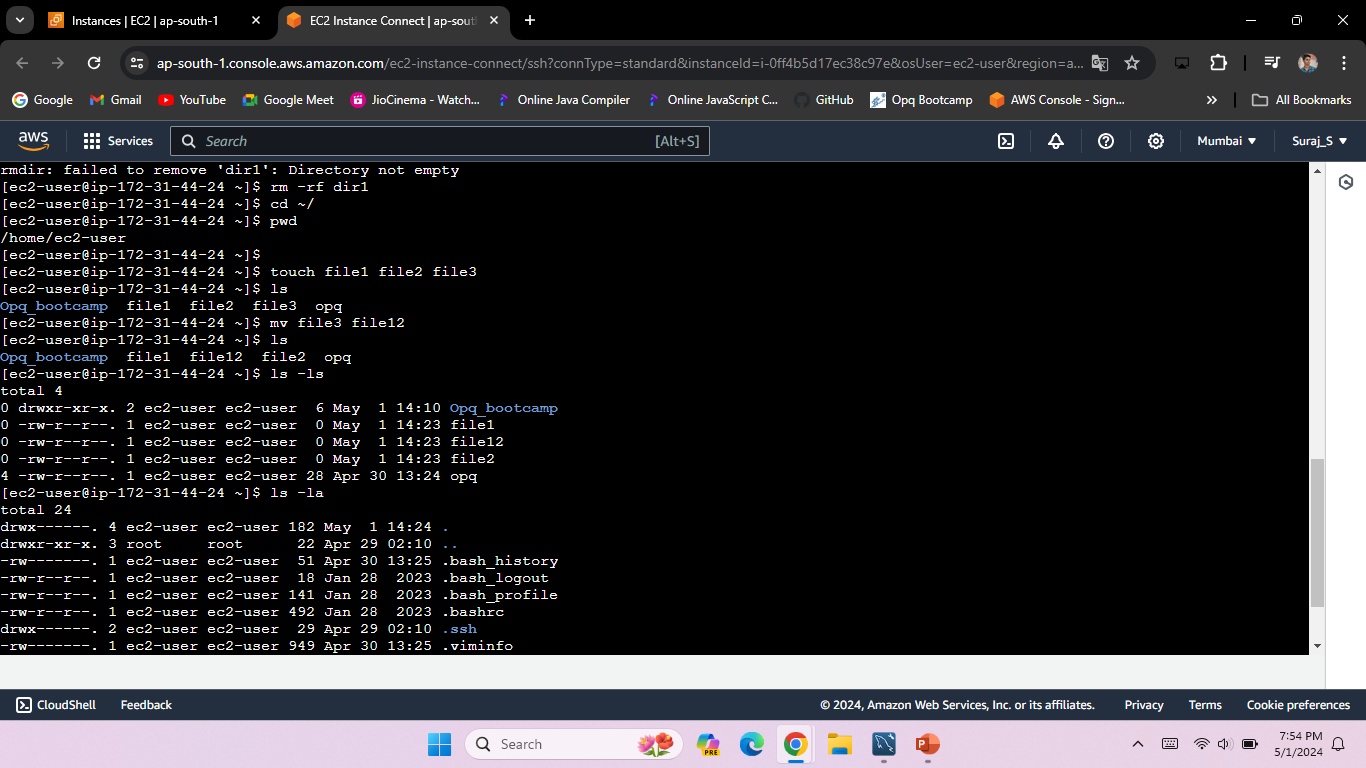 Instances | EC2 | ap-south-1
EC2 Instance Connect | ap-sout
ap-south-1.console.aws.amazon.com/ec2-instance-connect/ssh?connType=standard&instanceId=i-0ff4b5d17ec38c97e&osUser=ec2-user&region=a...
Google Gmail YouTube Google Meet JioCinema - Watch... Online Java Compiler Online JavaScript C... GitHub Opq Bootcamp AWS Console - Sign... » All Bookmarks
aws Services Search [Alt+S] Mumbai Suraj_S
rmdir: failed to remove 'dir1': Directory not empty
[ec2-user@ip-172-31-44-24 ~]$ rm -rf dir1
[ec2-user@ip-172-31-44-24 ~]$ cd ~/
[ec2-user@ip-172-31-44-24 ~]$ pwd
/home/ec2-user
[ec2-user@ip-172-31-44-24 ~]$
[ec2-user@ip-172-31-44-24 ~]$ touch file1 file2 file3
[ec2-user@ip-172-31-44-24 ~]$ ls
Opq_bootcamp  file1  file2  file3  opq
[ec2-user@ip-172-31-44-24 ~]$ mv file3 file12
[ec2-user@ip-172-31-44-24 ~]$ ls
Opq_bootcamp  file1  file12  file2  opq
[ec2-user@ip-172-31-44-24 ~]$ ls -ls
total 4
0 drwxr-xr-x. 2 ec2-user ec2-user  6 May  1 14:10 Opq_bootcamp
0 -rw-r--r--. 1 ec2-user ec2-user  0 May  1 14:23 file1
0 -rw-r--r--. 1 ec2-user ec2-user  0 May  1 14:23 file12
0 -rw-r--r--. 1 ec2-user ec2-user  0 May  1 14:23 file2
4 -rw-r--r--. 1 ec2-user ec2-user 28 Apr 30 13:24 opq
[ec2-user@ip-172-31-44-24 ~]$ ls -la
total 24
drwx------. 4 ec2-user ec2-user 182 May  1 14:24 .
drwxr-xr-x. 3 root     root      22 Apr 29 02:10 ..
-rw-------. 1 ec2-user ec2-user  51 Apr 30 13:25 .bash_history
-rw-r--r--. 1 ec2-user ec2-user  18 Jan 28  2023 .bash_logout
-rw-r--r--. 1 ec2-user ec2-user 141 Jan 28  2023 .bash_profile
-rw-r--r--. 1 ec2-user ec2-user 492 Jan 28  2023 .bashrc
drwx------. 2 ec2-user ec2-user  29 Apr 29 02:10 .ssh
-rw-------. 1 ec2-user ec2-user 949 Apr 30 13:25 .viminfo
CloudShell Feedback © 2024, Amazon Web Services, Inc. or its affiliates. Privacy Terms Cookie preferences
Search PRE 7:54 PM
5/1/2024